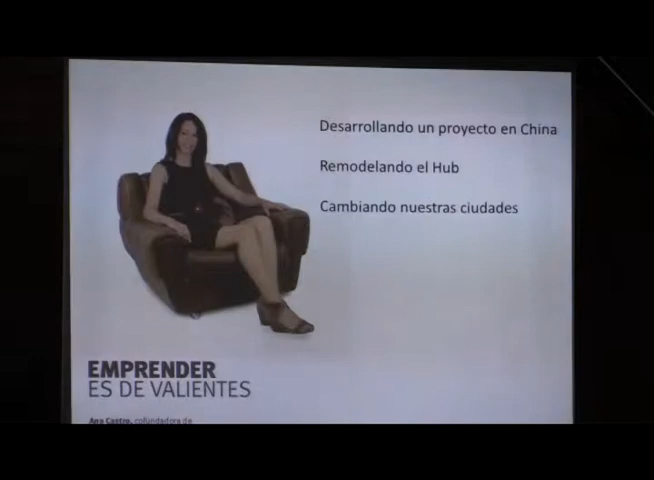 Desarrollando un proyecto en China
Remodelando el Hub
Cambiando nuestras ciudades
EMPRENDER
ES DE VALIENTES
Ana Castro, cofundadora de